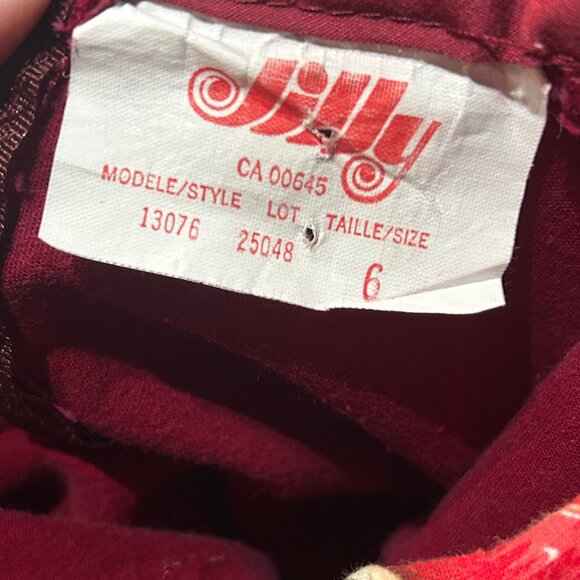 Jilly
CA 00645
MODELE/STYLE LOT TAILLE/SIZE
13076 25048 6